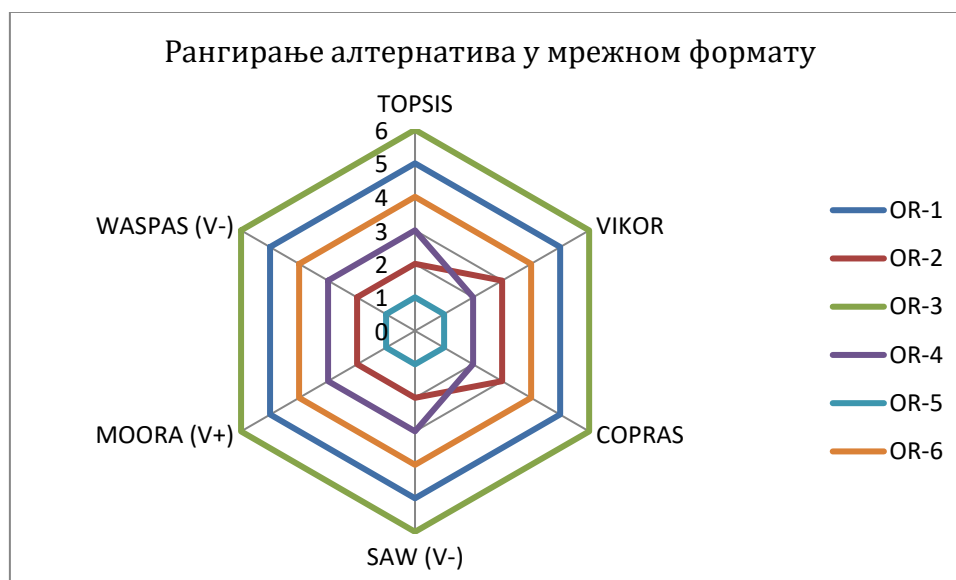 Рангирање алтернатива у мрежном формату
TOPSIS
6
5
4
3
2
1
0
WASPAS (V-)
VIKOR
MOORA (V+)
COPRAS
SAW (V-)
OR-1
OR-2
OR-3
OR-4
OR-5
OR-6